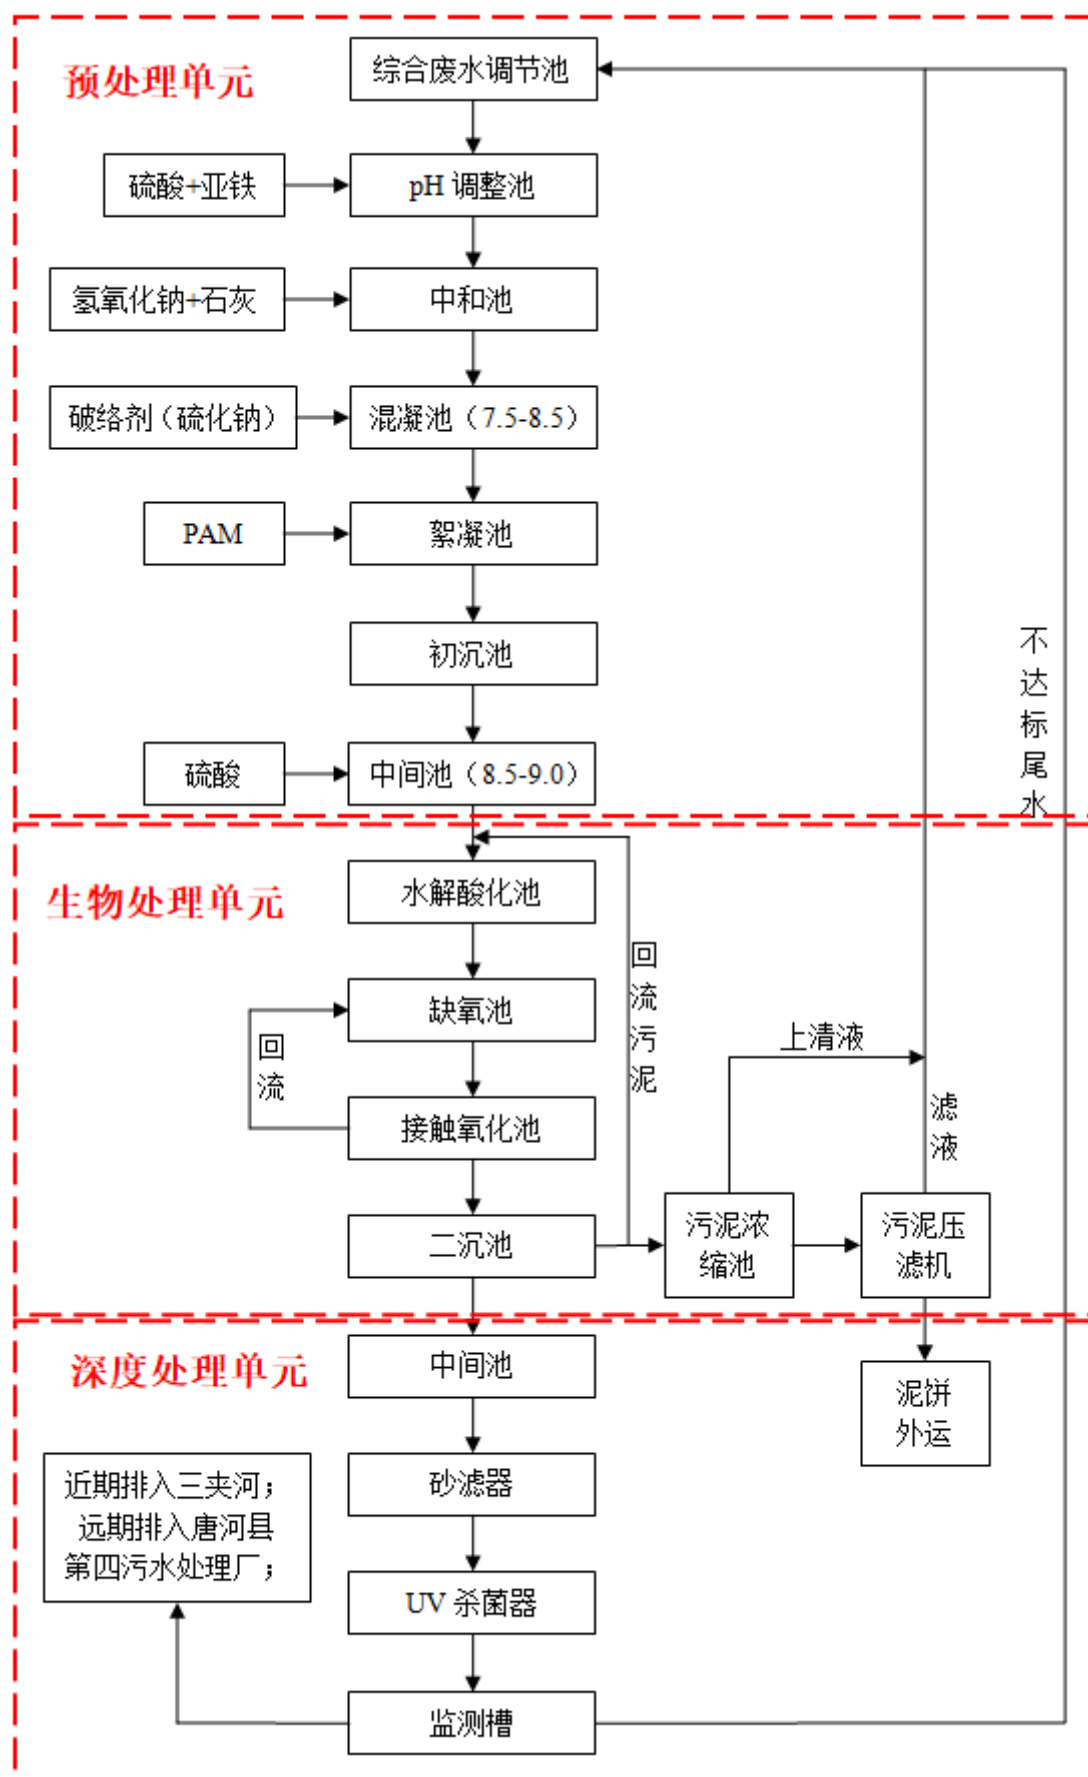 预处理单元
综合废水调节池
硫酸+亚铁
pH 调整池
氢氧化钠+石灰
中和池
破络剂（硫化钠）
混凝池（7.5-8.5）
PAM
絮凝池
初沉池
不达标尾水
硫酸
中间池（8.5-9.0）
生物处理单元
水解酸化池
回流污泥
缺氧池
回流
上清液
接触氧化池
滤液
二沉池
污泥浓
缩池
污泥压
滤机
深度处理单元
中间池
泥饼
外运
砂滤器
近期排入三夹河；
远期排入唐河县
第四污水处理厂；
UV 杀菌器
监测槽